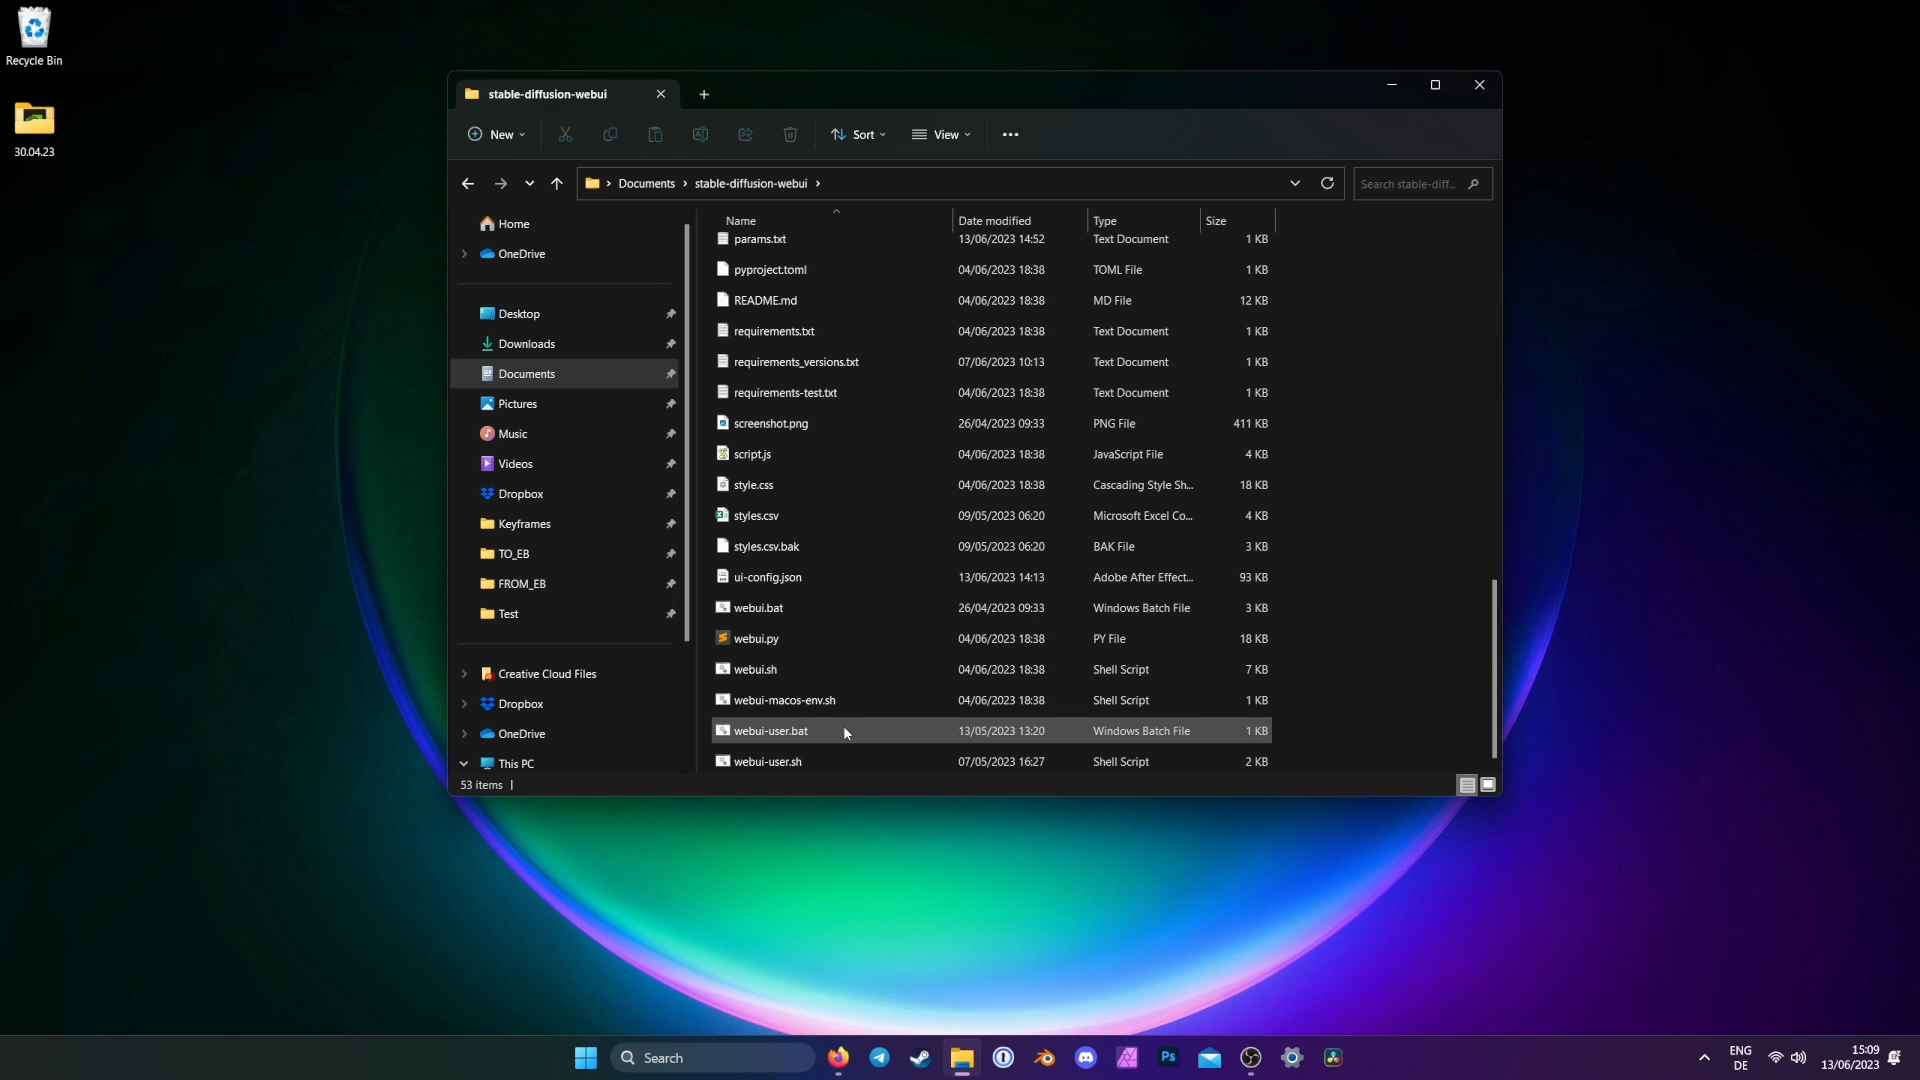 Recycle Bin
30.04.23
stable-diffusion-webui
New
Sort
View
Documents
stable-diffusion-webui
Search stable-diff...
Home
OneDrive
Desktop
Downloads
Documents
Pictures
Music
Videos
Dropbox
Keyframes
TO_EB
FROM_EB
Test
Creative Cloud Files
Dropbox
OneDrive
This PC
Name Date modified Type Size
params.txt 13/06/2023 14:52 Text Document 1 KB
pyproject.toml 04/06/2023 18:38 TOML File 1 KB
README.md 04/06/2023 18:38 MD File 12 KB
requirements.txt 04/06/2023 18:38 Text Document 1 KB
requirements_versions.txt 07/06/2023 10:13 Text Document 1 KB
requirements-test.txt 04/06/2023 18:38 Text Document 1 KB
screenshot.png 26/04/2023 09:33 PNG File 411 KB
script.js 04/06/2023 18:38 JavaScript File 4 KB
style.css 04/06/2023 18:38 Cascading Style Sh... 18 KB
styles.csv 09/05/2023 06:20 Microsoft Excel Co... 4 KB
styles.csv.bak 09/05/2023 06:20 BAK File 3 KB
ui-config.json 13/06/2023 14:13 Adobe After Effect... 93 KB
webui.bat 26/04/2023 09:33 Windows Batch File 3 KB
webui.py 04/06/2023 18:38 PY File 18 KB
webui.sh 04/06/2023 18:38 Shell Script 7 KB
webui-macos-env.sh 04/06/2023 18:38 Shell Script 1 KB
webui-user.bat 13/05/2023 13:20 Windows Batch File 1 KB
webui-user.sh 07/05/2023 16:27 Shell Script 2 KB
53 items
Search
Ps
ENG
DE
15:09
13/06/2023